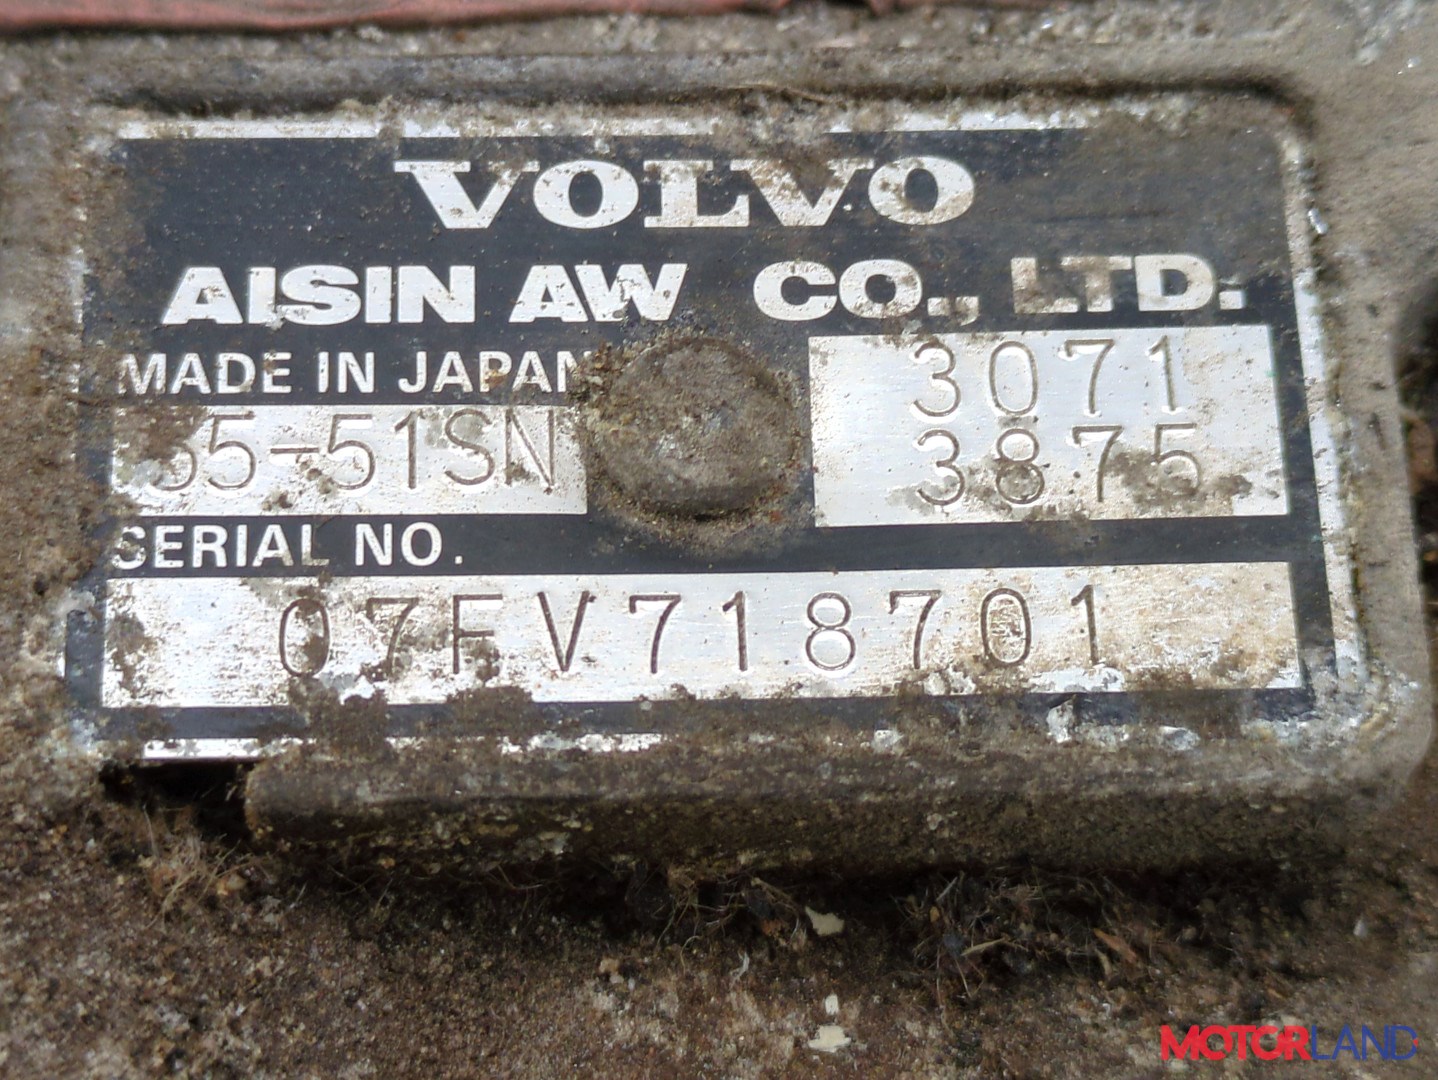 VOLVO
AISIN AW CO., LTD.
MADE IN JAPAN
55-51SN
3071
3875
SERIAL NO.
07FV718701
MOTORLAND